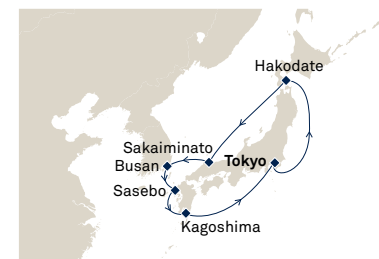 Hakodate
Sakaiminato
Busan
Tokyo
Sasebo
Kagoshima